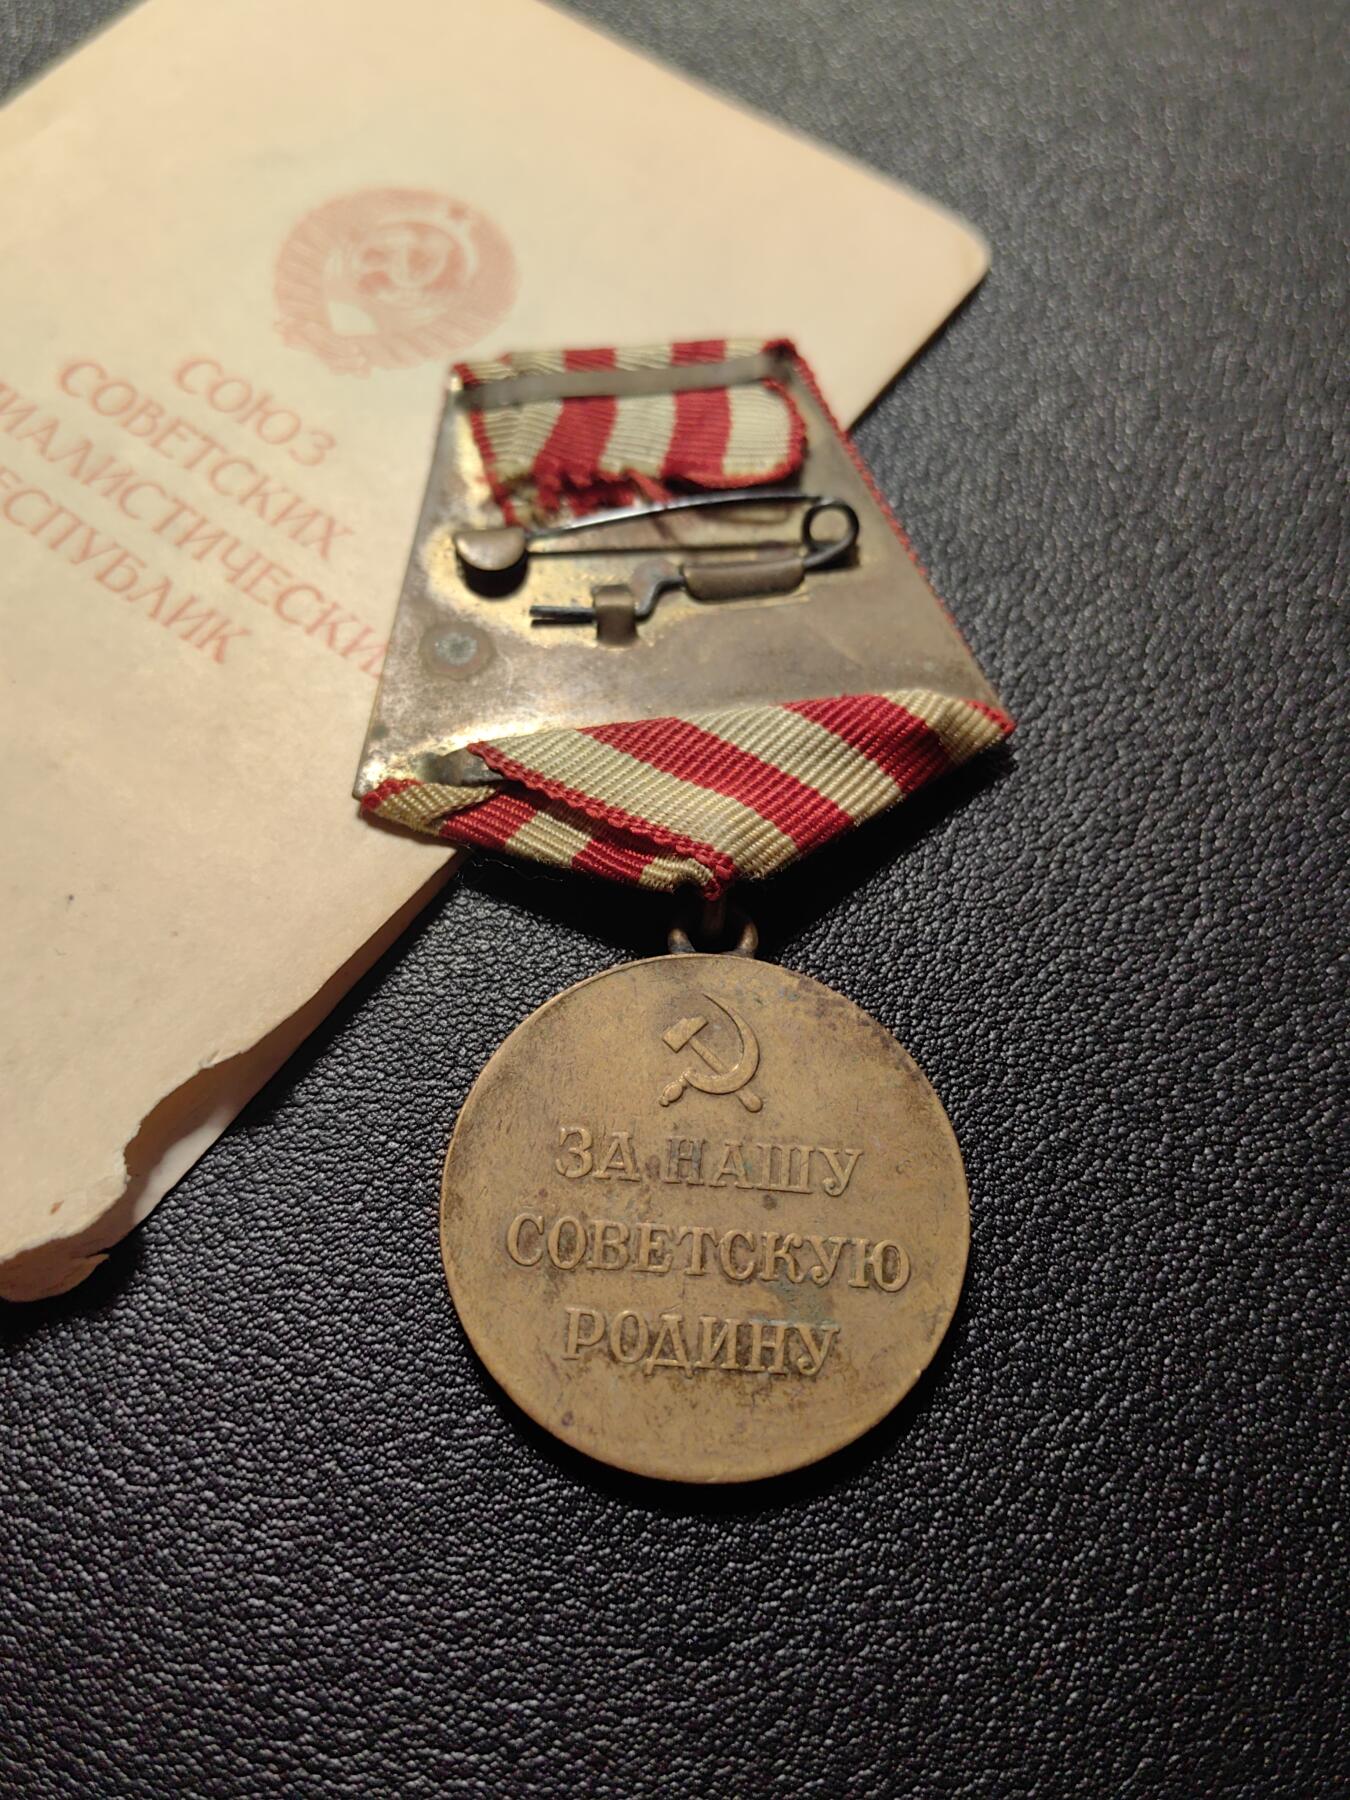 СОЮЗ
СОВЕТСКИХ
ИАЛИСТИЧЕСКИ
ЕСПУБЛИК
ЗА НАШУ
СОВЕТСКУЮ
РОДИНУ